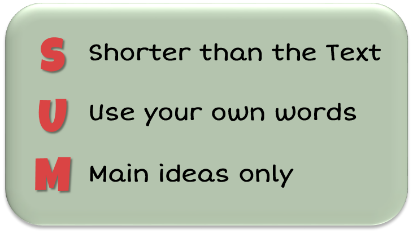 S Shorter than the Text
U Use your own words
M Main ideas only